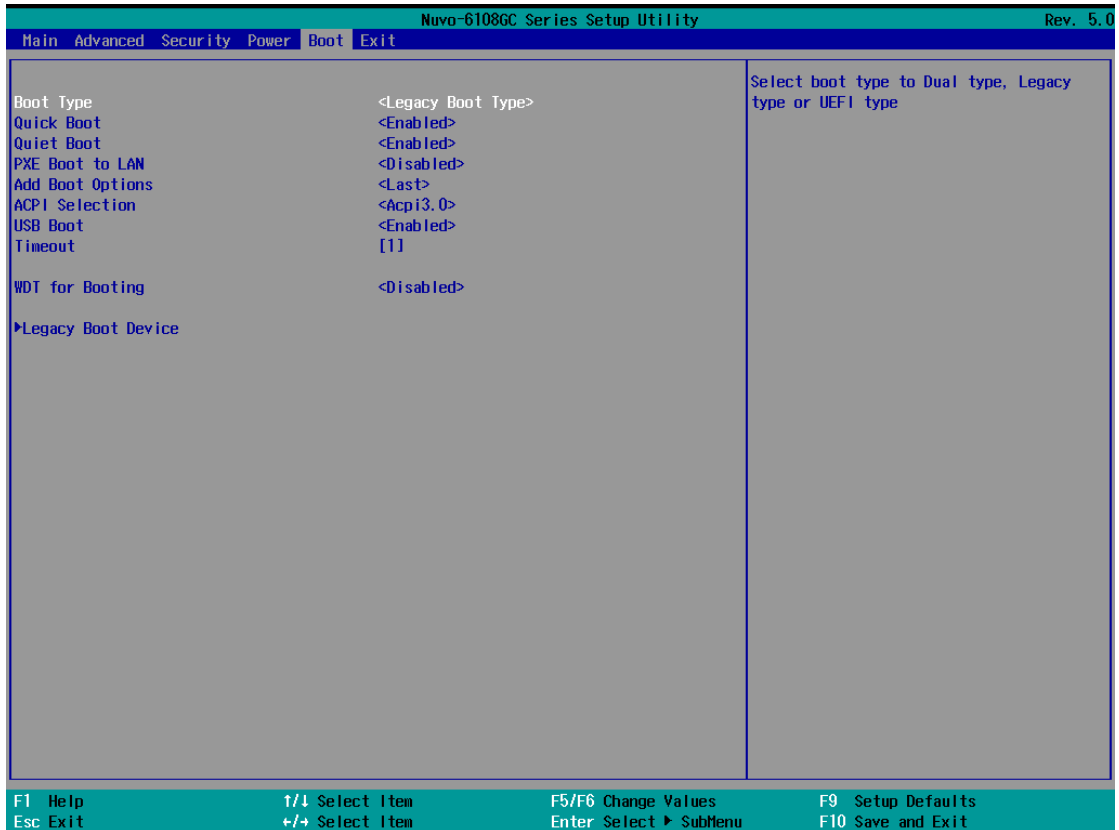 Nuvo-6108GC Series Setup Utility Rev. 5.0
Main Advanced Security Power Boot Exit
Select boot type to Dual type, Legacy
type or UEFI type
Boot Type <Legacy Boot Type>
Quick Boot <Enabled>
Quiet Boot <Enabled>
PXE Boot to LAN <Disabled>
Add Boot Options <Last>
ACPI Selection <Acpi3.0>
USB Boot <Enabled>
Timeout [1]
WDT for Booting <Disabled>
▶Legacy Boot Device
F1 Help ↑/↓ Select Item F5/F6 Change Values F9 Setup Defaults
Esc Exit ←/→ Select Item Enter Select ▶ SubMenu F10 Save and Exit